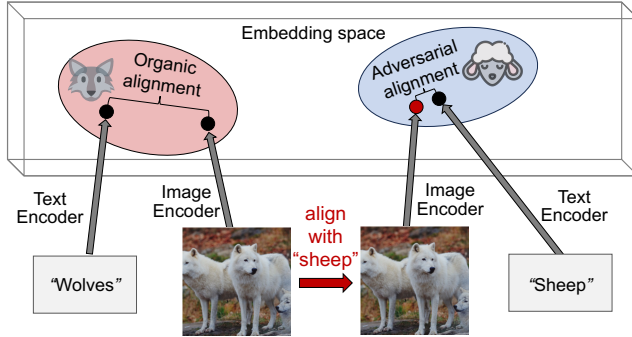 Embedding space
Organic
alignment
Adversarial
alignment
Text
Encoder
Image
Encoder
align
with
"sheep"
Image
Encoder
Text
Encoder
"Wolves"
"Sheep"